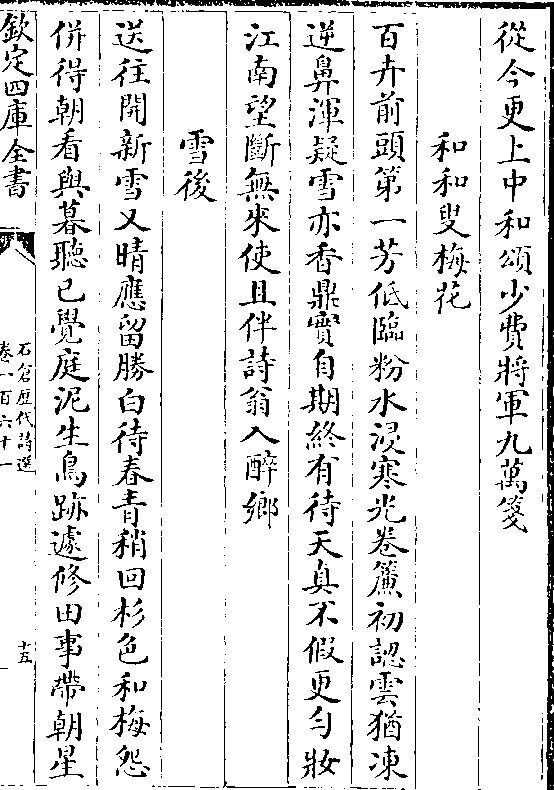 從今更上中和頌少費將軍九萬箋
和和叟梅花
百卉前頭第一芳低臨粉水浸寒光卷簾初認雲猶凍
逆鼻渾疑雪亦香鼎實自期終有待天真不假更勻妝
江南望斷無來使且伴詩翁入醉鄉
雪後
送往開新雪又晴應留勝白待春青稍回杉色和梅怨
併得朝看與暮聽已覺庭泥生鳥跡遽修田事帶朝星
欽定四庫全書
石倉歷代詩選
卷一百六十一
十五